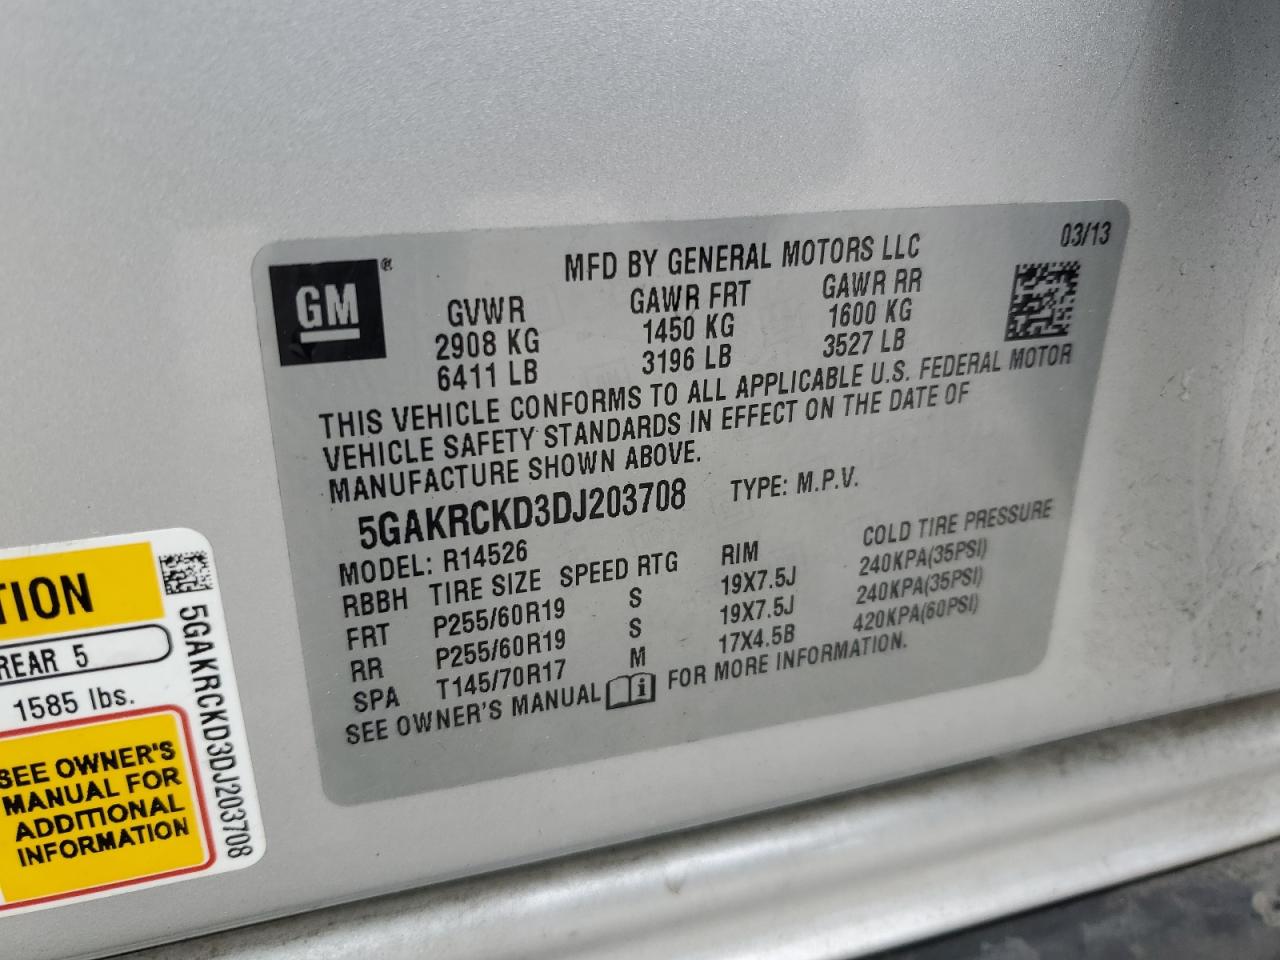 GM®
MFD BY GENERAL MOTORS LLC
03/13
GVWR GAWR FRT GAWR RR
2908 KG 1450 KG 1600 KG
6411 LB 3196 LB 3527 LB
THIS VEHICLE CONFORMS TO ALL APPLICABLE U.S. FEDERAL MOTOR
VEHICLE SAFETY STANDARDS IN EFFECT ON THE DATE OF
MANUFACTURE SHOWN ABOVE.
5GAKRCKD3DJ203708 TYPE: M.P.V.
MODEL: R14526
RBBH TIRE SIZE SPEED RTG RIM COLD TIRE PRESSURE
FRT P255/60R19 S 19X7.5J 240KPA(35PSI)
RR P255/60R19 S 19X7.5J 240KPA(35PSI)
SPA T145/70R17 M 17X4.5B 420KPA(60PSI)
SEE OWNER'S MANUAL i FOR MORE INFORMATION.
REAR 5
1585 lbs.
SEE OWNER'S
MANUAL FOR
ADDITIONAL
INFORMATION
5GAKRCKD3DJ203708